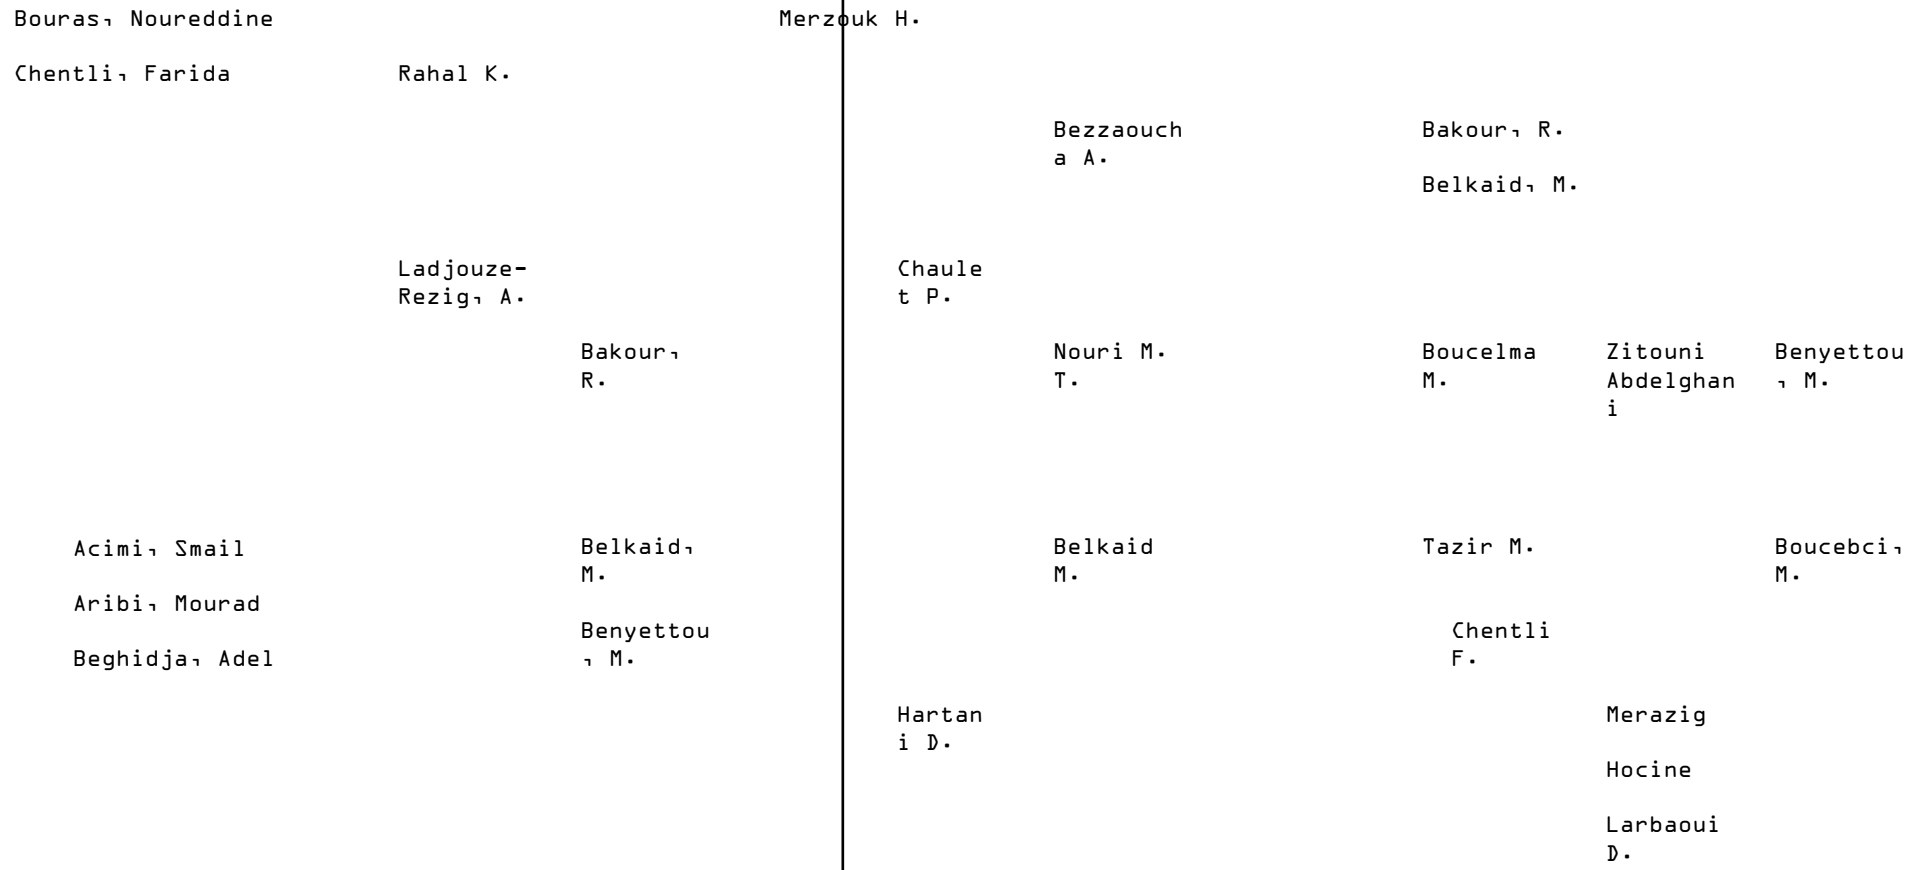 Bouras, Noureddine
Merzouk H.
Chentli, Farida
Rahal K.
Bezzaouch
a A.
Bakour, R.
Belkaid, M.
Ladjouze-
Rezig, A.
Chaule
t P.
Bakour,
R.
Nouri M.
T.
Boucelma
M.
Zitouni
Abdelghan
i
Benyettou
, M.
Acimi, Smail
Aribi, Mourad
Beghidja, Adel
Belkaid,
M.
Benyettou
, M.
Belkaid
M.
Tazir M.
Boucebci,
M.
Chentli
F.
Hartan
i D.
Merazig
Hocine
Larbaoui
D.